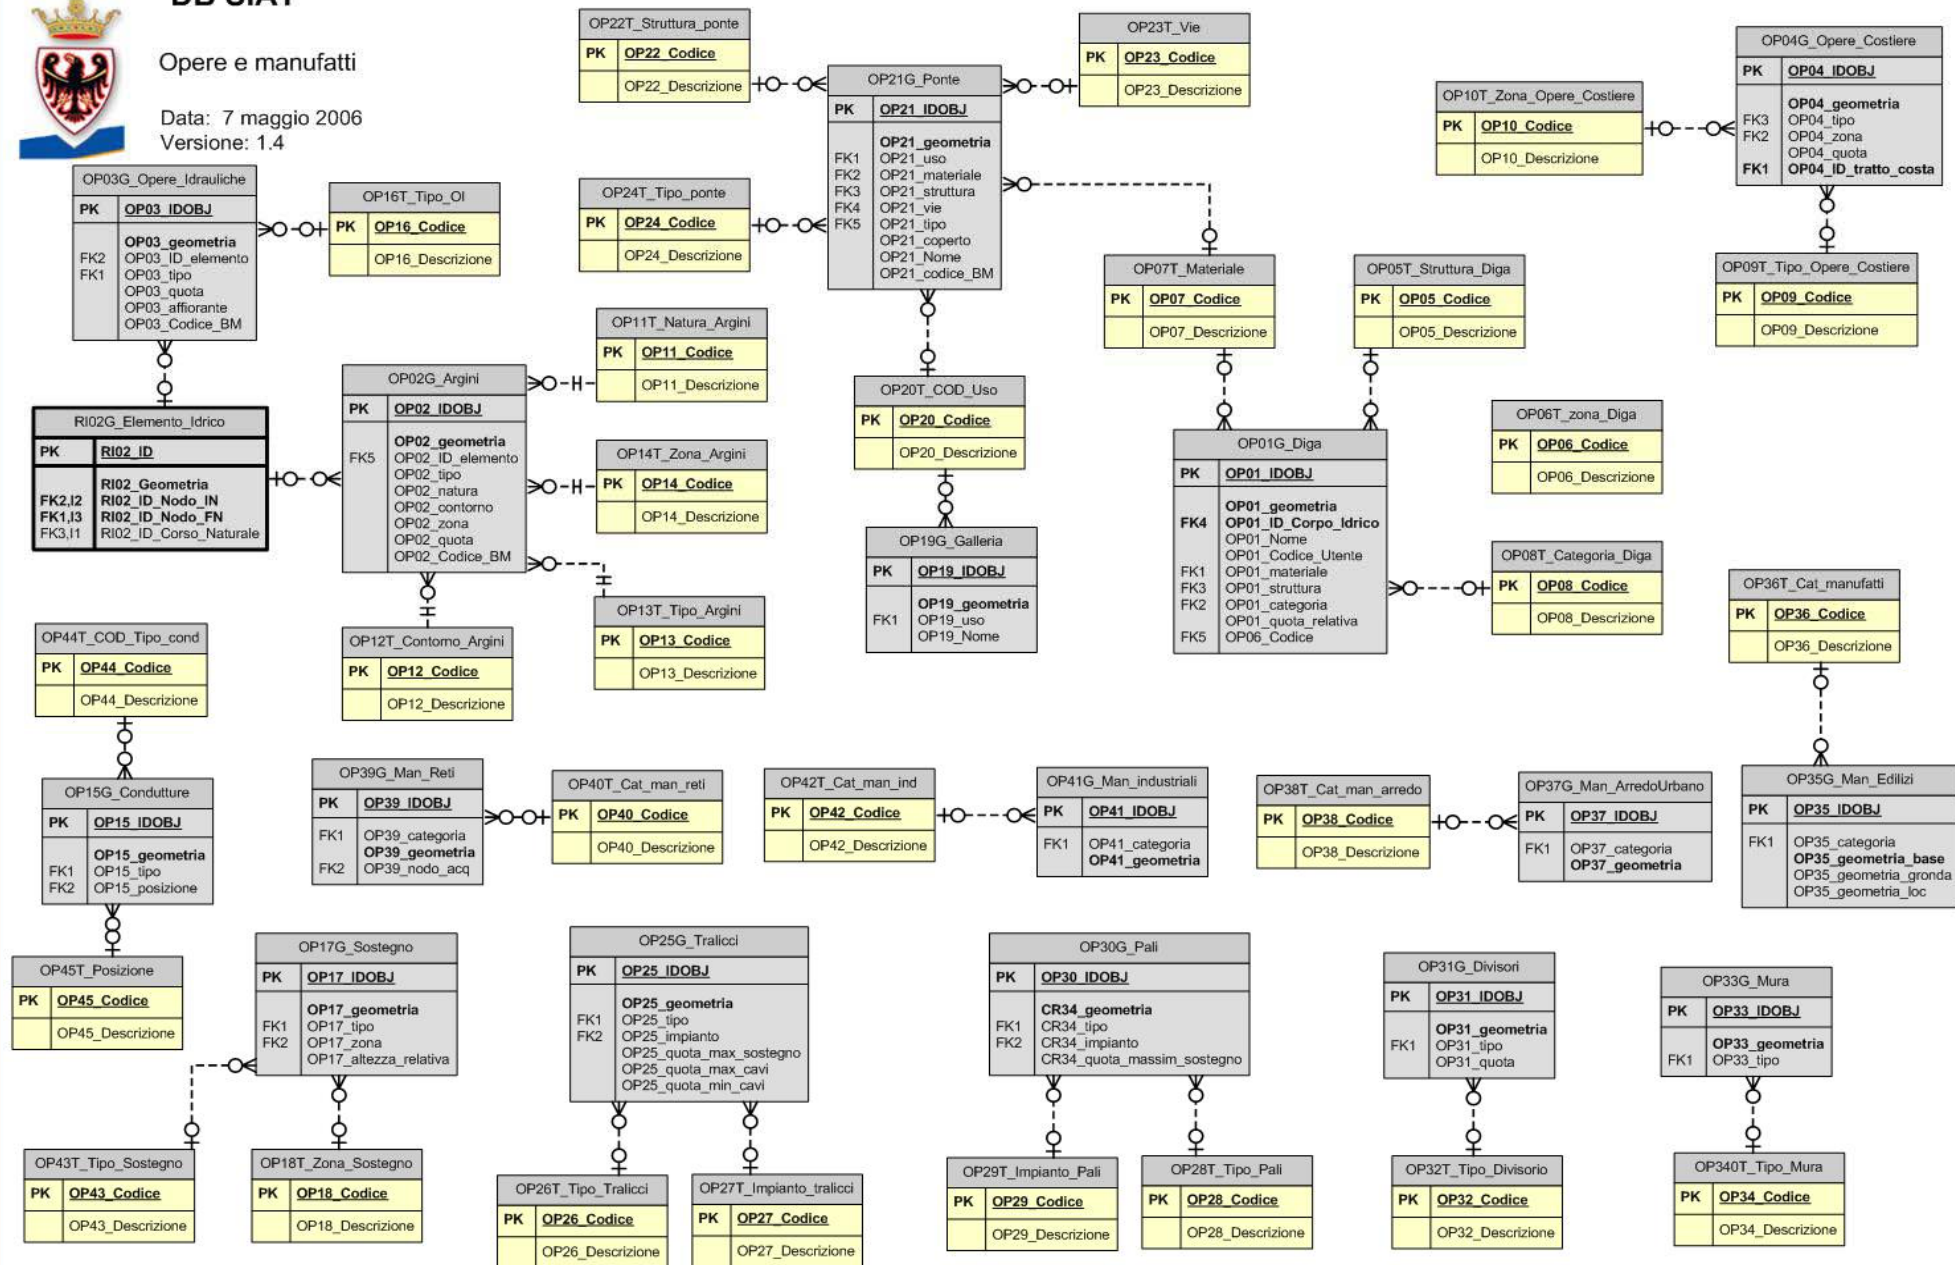 DB SIAT
Opere e manufatti
Data: 7 maggio 2006
Versione: 1.4
OP22T_Struttura_ponte
PK OP22_Codice
OP22_Descrizione
OP23T_Vie
PK OP23_Codice
OP23_Descrizione
OP21G_Ponte
PK OP21_IDOBJ
OP21_geometria
FK1 OP21_uso
FK2 OP21_materiale
FK3 OP21_struttura
FK4 OP21_vie
FK5 OP21_tipo
OP21_coperto
OP21_Nome
OP21_codice_BM
OP04G_Opere_Costiere
PK OP04_IDOBJ
OP04_geometria
FK3 OP04_tipo
FK2 OP04_zona
OP04_quota
FK1 OP04_ID_tratto_costa
OP10T_Zona_Opere_Costiere
PK OP10_Codice
OP10_Descrizione
OP03G_Opere_Idrauliche
PK OP03_IDOBJ
OP03_geometria
FK2 OP03_ID_elemento
FK1 OP03_tipo
OP03_quota
OP03_affiorante
OP03_Codice_BM
OP16T_Tipo_OI
PK OP16_Codice
OP16_Descrizione
OP24T_Tipo_ponte
PK OP24_Codice
OP24_Descrizione
OP07T_Materiale
PK OP07_Codice
OP07_Descrizione
OP05T_Struttura_Diga
PK OP05_Codice
OP05_Descrizione
OP09T_Tipo_Opere_Costiere
PK OP09_Codice
OP09_Descrizione
OP11T_Natura_Argini
PK OP11_Codice
OP11_Descrizione
OP02G_Argini
PK OP02_IDOBJ
OP02_geometria
FK5 OP02_ID_elemento
OP02_tipo
OP02_natura
OP02_contorno
OP02_zona
OP02_quota
OP02_Codice_BM
RI02G_Elemento_Idrico
PK RI02_ID
RI02_Geometria
FK2,I2 RI02_ID_Nodo_IN
FK1,I3 RI02_ID_Nodo_FN
FK3,I1 RI02_ID_Corso_Naturale
OP14T_Zona_Argini
PK OP14_Codice
OP14_Descrizione
OP20T_COD_Uso
PK OP20_Codice
OP20_Descrizione
OP01G_Diga
PK OP01_IDOBJ
OP01_geometria
FK4 OP01_ID_Corpo_Idrico
OP01_Nome
OP01_Codice_Utente
FK1 OP01_materiale
FK3 OP01_struttura
FK2 OP01_categoria
OP01_quota_relativa
FK5 OP06_Codice
OP06T_zona_Diga
PK OP06_Codice
OP06_Descrizione
OP19G_Galleria
PK OP19_IDOBJ
OP19_geometria
FK1 OP19_uso
OP19_Nome
OP08T_Categoria_Diga
PK OP08_Codice
OP08_Descrizione
OP36T_Cat_manufatti
PK OP36_Codice
OP36_Descrizione
OP13T_Tipo_Argini
PK OP13_Codice
OP13_Descrizione
OP12T_Contorno_Argini
PK OP12_Codice
OP12_Descrizione
OP44T_COD_Tipo_cond
PK OP44_Codice
OP44_Descrizione
OP15G_Condutture
PK OP15_IDOBJ
OP15_geometria
FK1 OP15_tipo
FK2 OP15_posizione
OP39G_Man_Reti
PK OP39_IDOBJ
FK1 OP39_categoria
OP39_geometria
FK2 OP39_nodo_acq
OP40T_Cat_man_reti
PK OP40_Codice
OP40_Descrizione
OP42T_Cat_man_ind
PK OP42_Codice
OP42_Descrizione
OP41G_Man_industriali
PK OP41_IDOBJ
FK1 OP41_categoria
OP41_geometria
OP38T_Cat_man_arredo
PK OP38_Codice
OP38_Descrizione
OP37G_Man_ArredoUrbano
PK OP37_IDOBJ
FK1 OP37_categoria
OP37_geometria
OP35G_Man_Edilizi
PK OP35_IDOBJ
FK1 OP35_categoria
OP35_geometria_base
OP35_geometria_gronda
OP35_geometria_loc
OP45T_Posizione
PK OP45_Codice
OP45_Descrizione
OP17G_Sostegno
PK OP17_IDOBJ
OP17_geometria
FK1 OP17_tipo
FK2 OP17_zona
OP17_altezza_relativa
OP25G_Tralicci
PK OP25_IDOBJ
OP25_geometria
FK1 OP25_tipo
FK2 OP25_impianto
OP25_quota_max_sostegno
OP25_quota_max_cavi
OP25_quota_min_cavi
OP30G_Pali
PK OP30_IDOBJ
CR34_geometria
FK1 CR34_tipo
FK2 CR34_impianto
CR34_quota_massim_sostegno
OP31G_Divisori
PK OP31_IDOBJ
OP31_geometria
FK1 OP31_tipo
OP31_quota
OP33G_Mura
PK OP33_IDOBJ
OP33_geometria
FK1 OP33_tipo
OP43T_Tipo_Sostegno
PK OP43_Codice
OP43_Descrizione
OP18T_Zona_Sostegno
PK OP18_Codice
OP18_Descrizione
OP26T_Tipo_Tralicci
PK OP26_Codice
OP26_Descrizione
OP27T_Impianto_tralicci
PK OP27_Codice
OP27_Descrizione
OP29T_Impianto_Pali
PK OP29_Codice
OP29_Descrizione
OP28T_Tipo_Pali
PK OP28_Codice
OP28_Descrizione
OP32T_Tipo_Divisorio
PK OP32_Codice
OP32_Descrizione
OP340T_Tipo_Mura
PK OP34_Codice
OP34_Descrizione